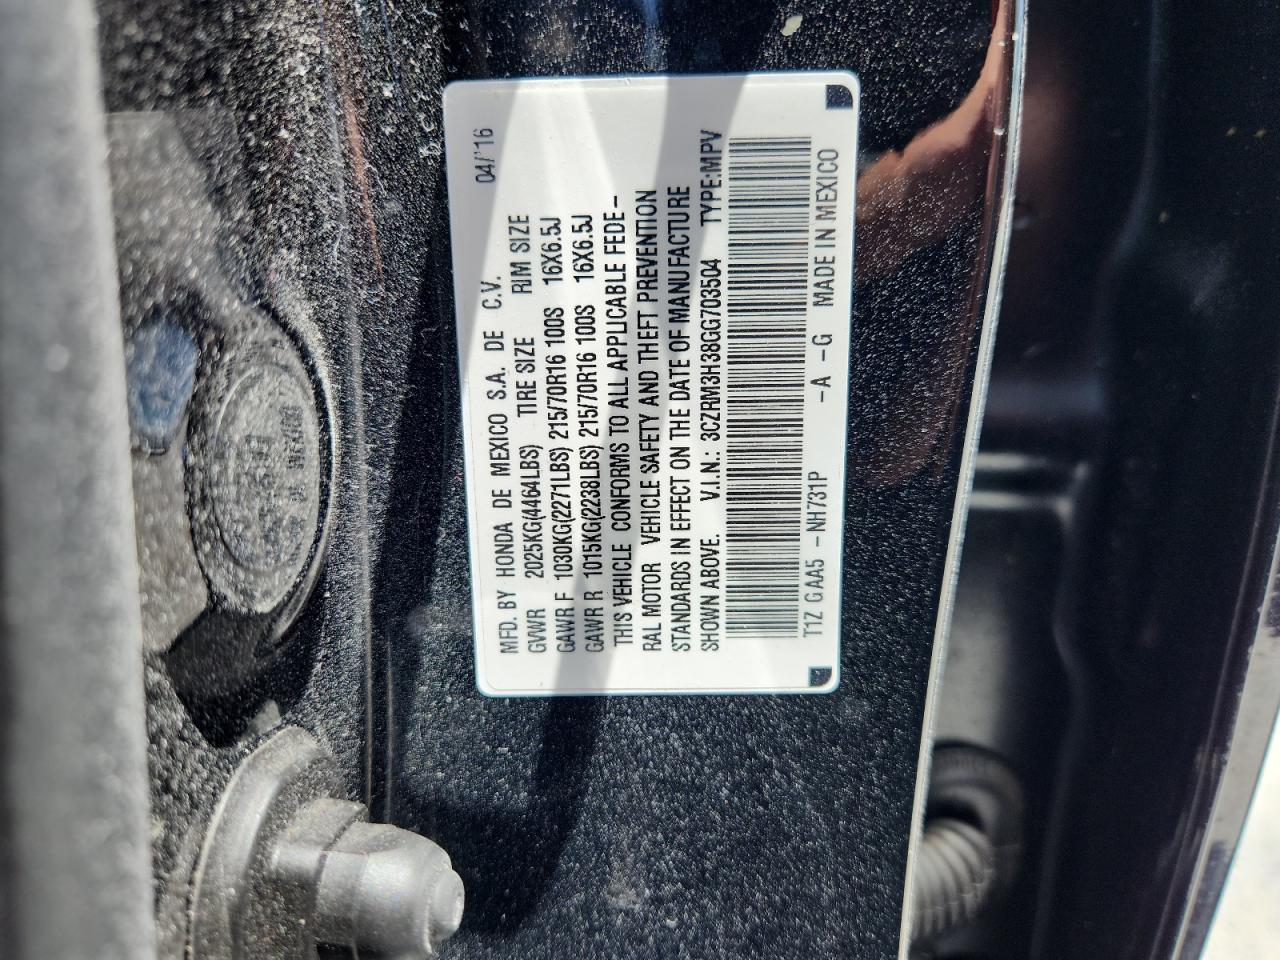 04/'16
MFD. BY HONDA DE MEXICO S.A. DE C.V.
GVWR 2025KG(4464LBS) TIRE SIZE RIM SIZE
GAWR F 1030KG(2271LBS) 215/70R16 100S 16X6.5J
GAWR R 1015KG(2238LBS) 215/70R16 100S 16X6.5J
THIS VEHICLE CONFORMS TO ALL APPLICABLE FEDE-
RAL MOTOR VEHICLE SAFETY AND THEFT PREVENTION
STANDARDS IN EFFECT ON THE DATE OF MANUFACTURE
SHOWN ABOVE. V.I.N.: 3CZRM3H38GG703504 TYPE:MPV
T1Z GAA5 -NH731P -A -G MADE IN MEXICO